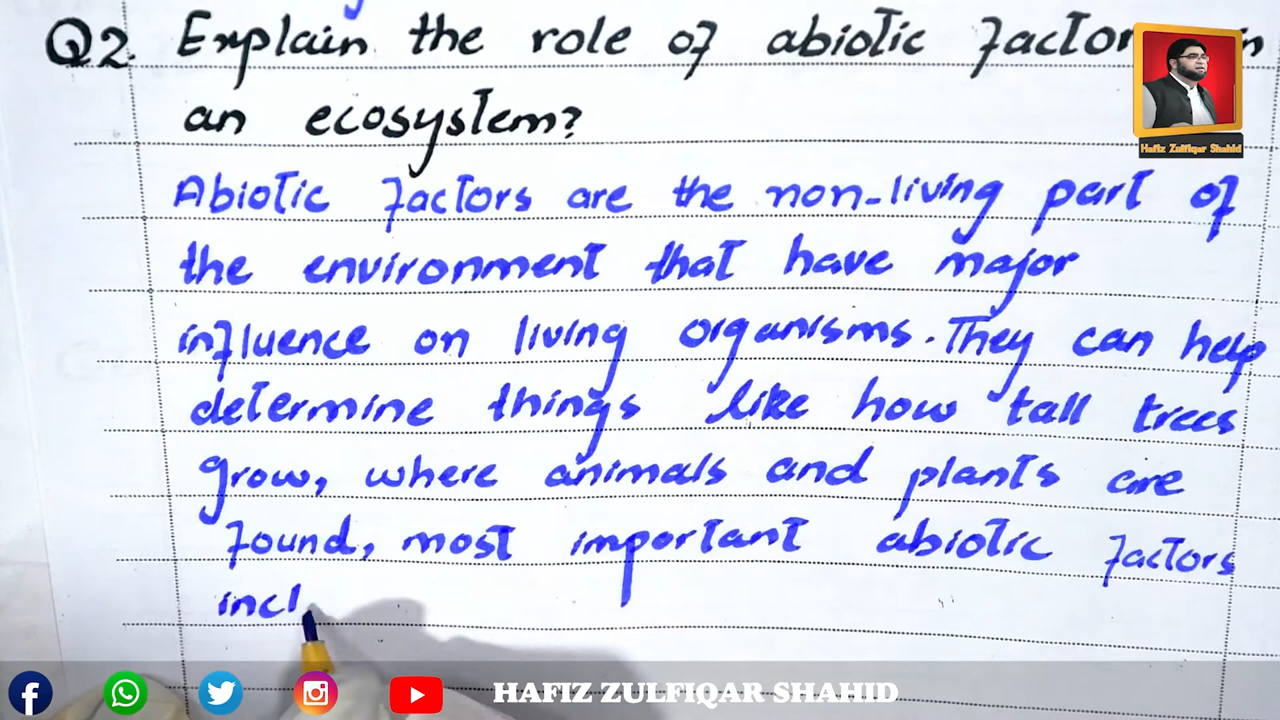 Q2. Explain the role of abiotic factor in
an ecosystem?
Abiotic factors are the non-living part of
the environment that have major
influence on living organisms. They can help
determine things like how tall trees
grow, where animals and plants are
found, most important abiotic factors
incl
Hafiz Zulfiqar Shahid
HAFIZ ZULFIQAR SHAHID